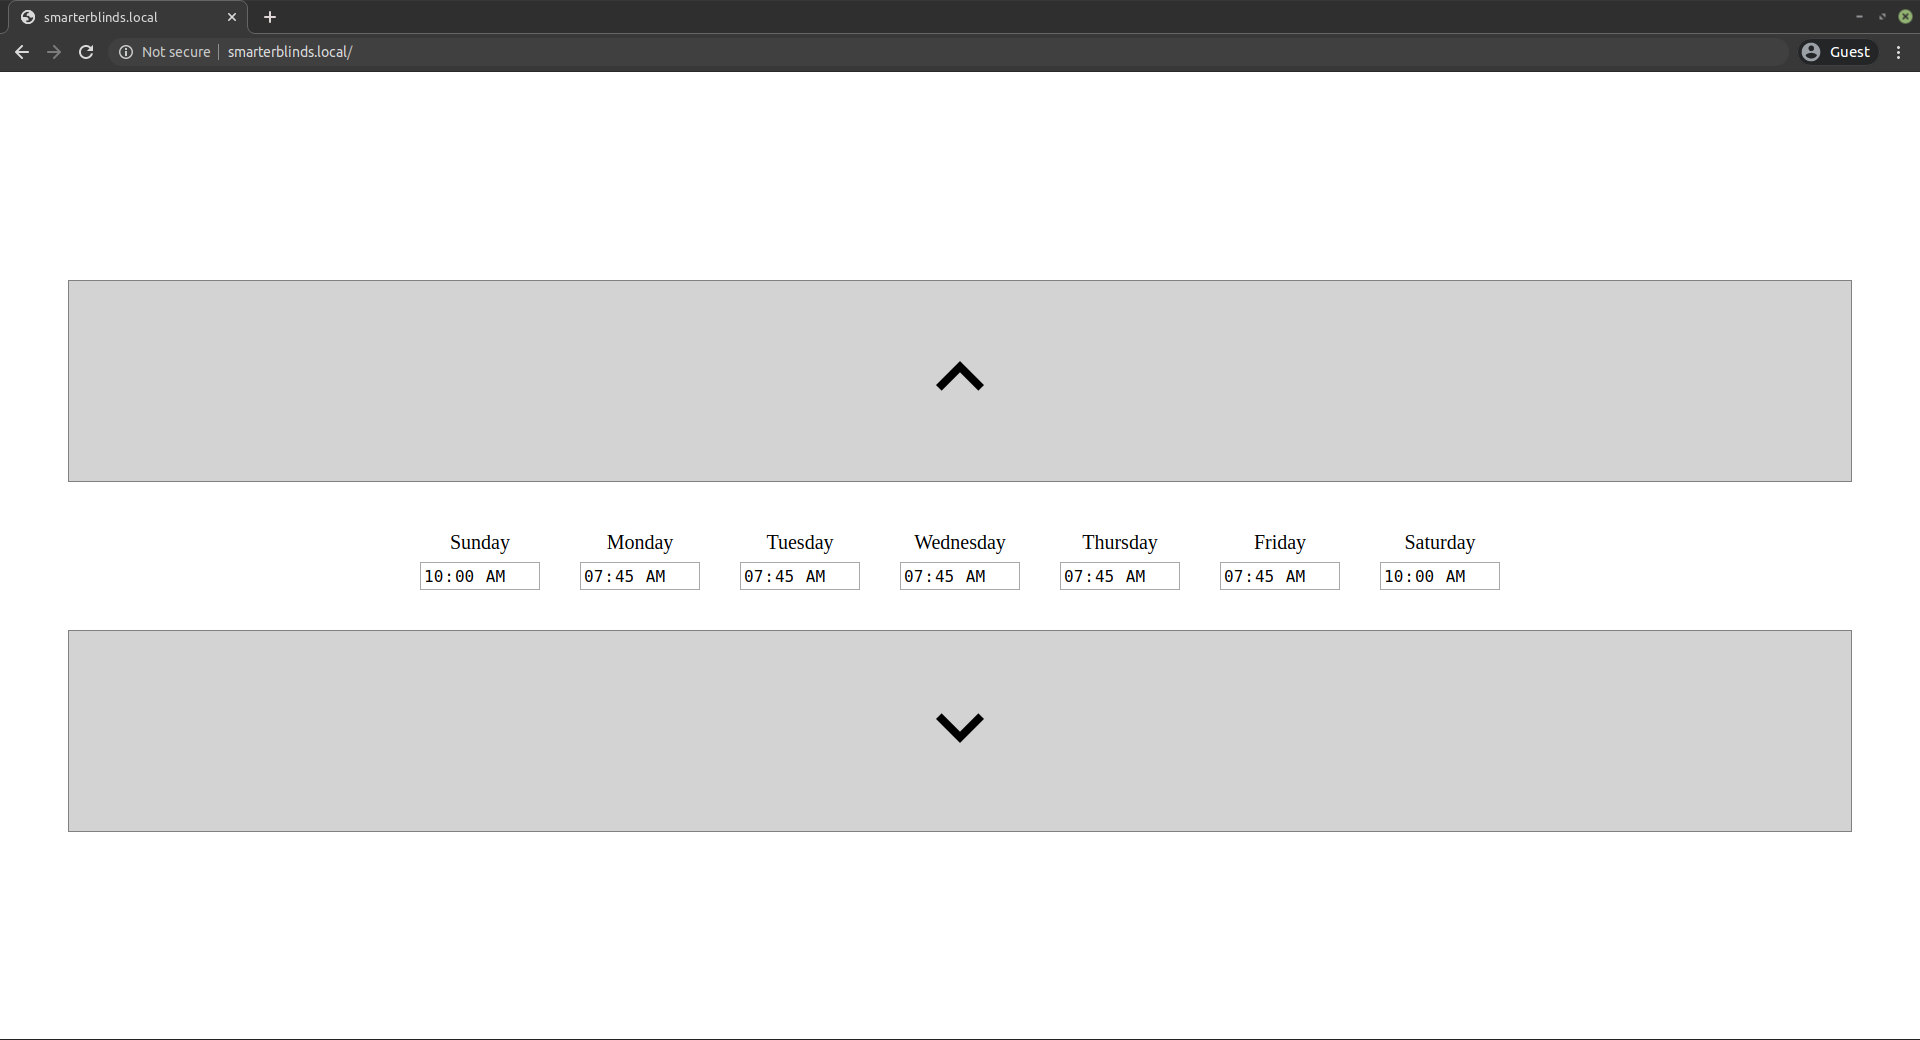 smarterblinds.local
Not secure smarterblinds.local/ Guest
Sunday Monday Tuesday Wednesday Thursday Friday Saturday
10:00 AM 07:45 AM 07:45 AM 07:45 AM 07:45 AM 07:45 AM 10:00 AM